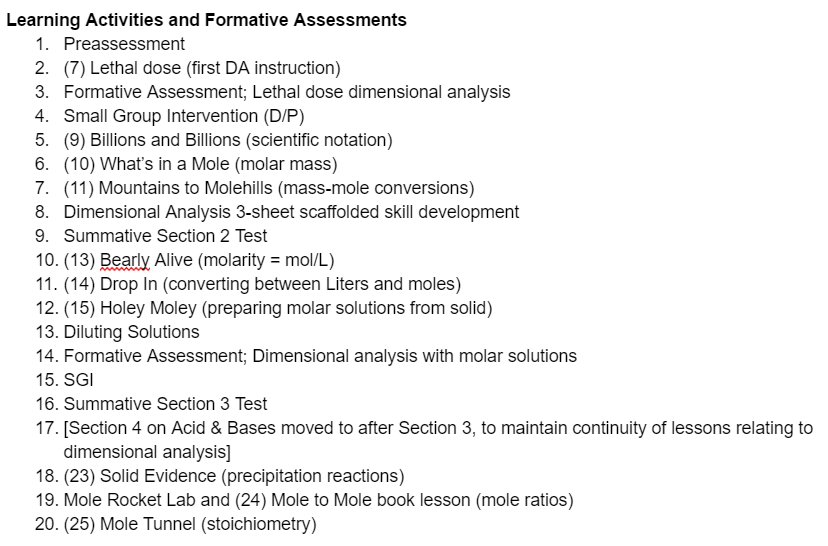 Learning Activities and Formative Assessments
1. Preassessment
2. (7) Lethal dose (first DA instruction)
3. Formative Assessment; Lethal dose dimensional analysis
4. Small Group Intervention (D/P)
5. (9) Billions and Billions (scientific notation)
6. (10) What's in a Mole (molar mass)
7. (11) Mountains to Molehills (mass-mole conversions)
8. Dimensional Analysis 3-sheet scaffolded skill development
9. Summative Section 2 Test
10. (13) Bearly Alive (molarity = mol/L)
11. (14) Drop In (converting between Liters and moles)
12. (15) Holey Moley (preparing molar solutions from solid)
13. Diluting Solutions
14. Formative Assessment; Dimensional analysis with molar solutions
15. SGI
16. Summative Section 3 Test
17. [Section 4 on Acid & Bases moved to after Section 3, to maintain continuity of lessons relating to
dimensional analysis]
18. (23) Solid Evidence (precipitation reactions)
19. Mole Rocket Lab and (24) Mole to Mole book lesson (mole ratios)
20. (25) Mole Tunnel (stoichiometry)